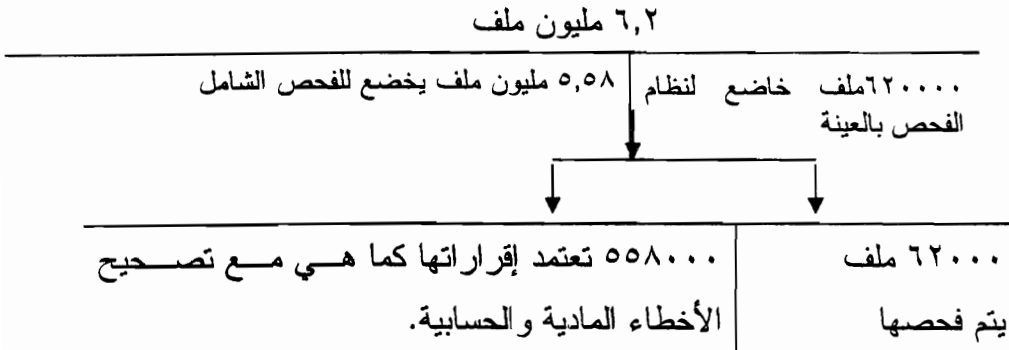 ٦,٢ مليون ملف
٦٢٠٠٠٠ملف خاضع لنظام
الفحص بالعينة
٥,٥٨ مليون ملف يخضع للفحص الشامل
٦٢٠٠٠ ملف
يتم فحصها
٥٥٨٠٠٠ تعتمد إقراراتها كما هي مع تصحيح
الأخطاء المادية والحسابية.